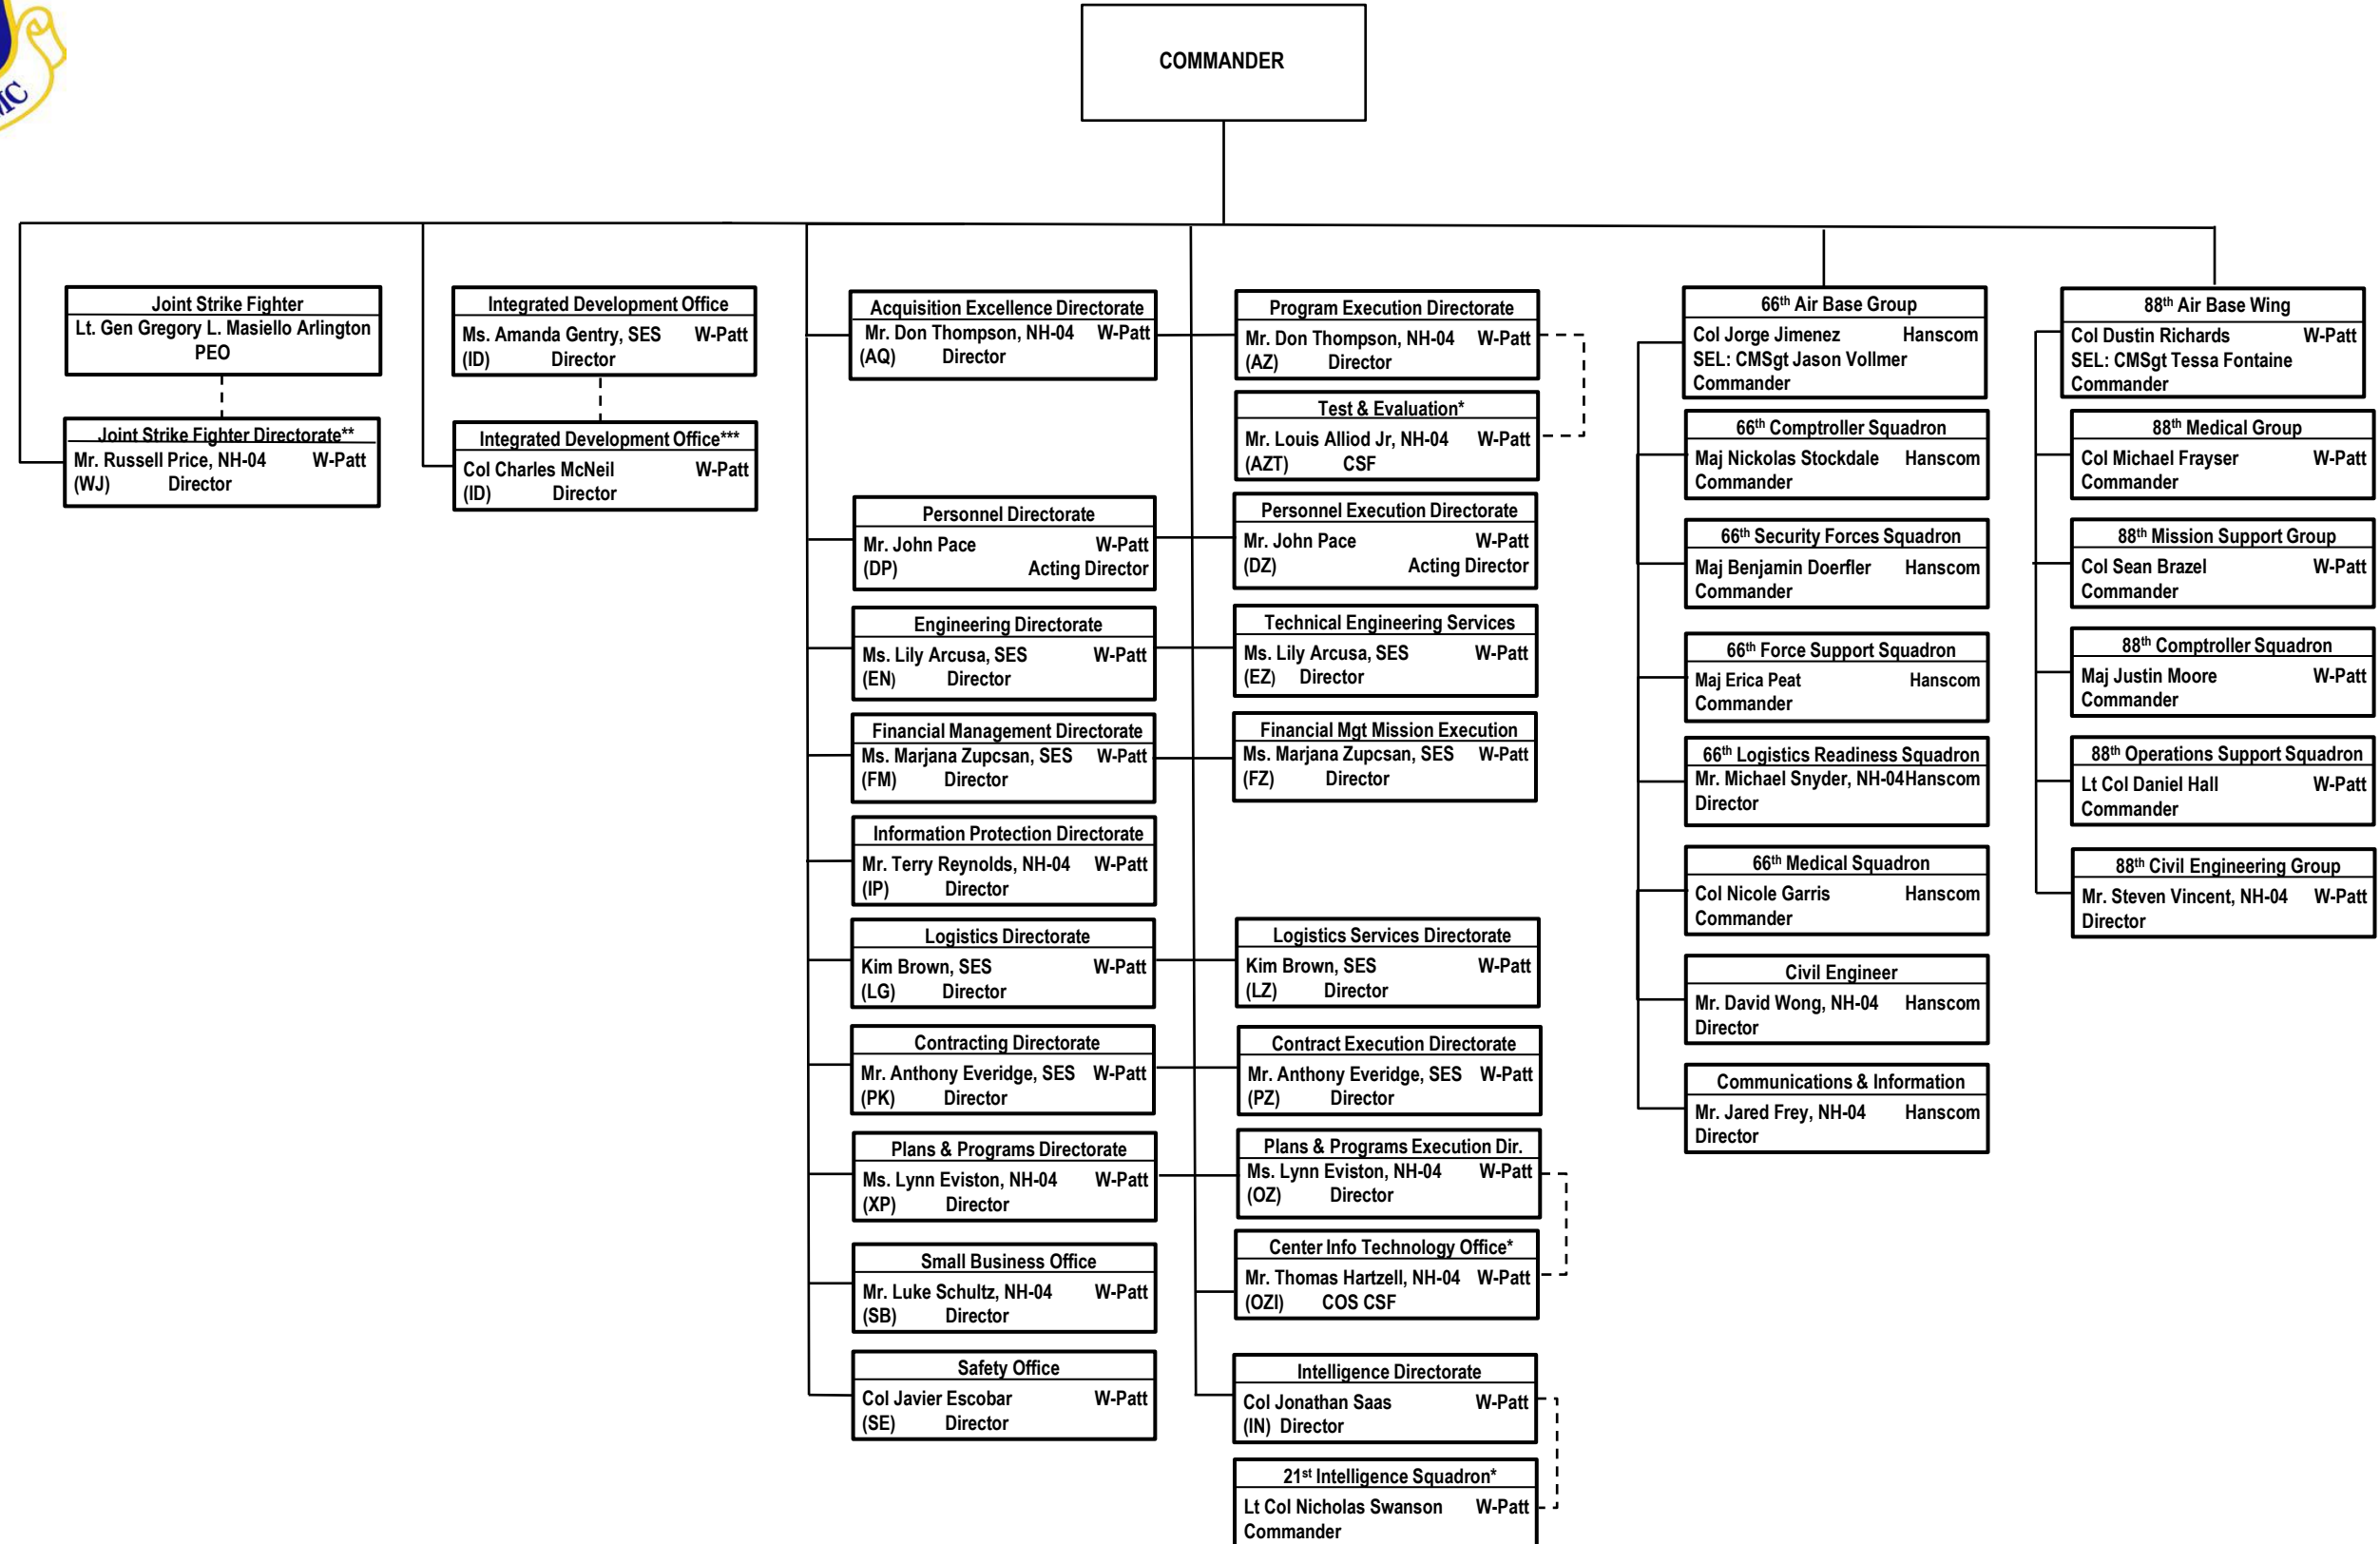 MC
COMMANDER
Joint Strike Fighter
Lt. Gen Gregory L. Masiello Arlington
PEO
Joint Strike Fighter Directorate**
Mr. Russell Price, NH-04 W-Patt
(WJ) Director
Integrated Development Office
Ms. Amanda Gentry, SES W-Patt
(ID) Director
Integrated Development Office***
Col Charles McNeil W-Patt
(ID) Director
Acquisition Excellence Directorate
Mr. Don Thompson, NH-04 W-Patt
(AQ) Director
Personnel Directorate
Mr. John Pace W-Patt
(DP) Acting Director
Engineering Directorate
Ms. Lily Arcusa, SES W-Patt
(EN) Director
Financial Management Directorate
Ms. Marjana Zupcsan, SES W-Patt
(FM) Director
Information Protection Directorate
Mr. Terry Reynolds, NH-04 W-Patt
(IP) Director
Logistics Directorate
Kim Brown, SES W-Patt
(LG) Director
Contracting Directorate
Mr. Anthony Everidge, SES W-Patt
(PK) Director
Plans & Programs Directorate
Ms. Lynn Eviston, NH-04 W-Patt
(XP) Director
Small Business Office
Mr. Luke Schultz, NH-04 W-Patt
(SB) Director
Safety Office
Col Javier Escobar W-Patt
(SE) Director
Program Execution Directorate
Mr. Don Thompson, NH-04 W-Patt
(AZ) Director
Test & Evaluation*
Mr. Louis Alliod Jr, NH-04 W-Patt
(AZT) CSF
Personnel Execution Directorate
Mr. John Pace W-Patt
(DZ) Acting Director
Technical Engineering Services
Ms. Lily Arcusa, SES W-Patt
(EZ) Director
Financial Mgt Mission Execution
Ms. Marjana Zupcsan, SES W-Patt
(FZ) Director
Logistics Services Directorate
Kim Brown, SES W-Patt
(LZ) Director
Contract Execution Directorate
Mr. Anthony Everidge, SES W-Patt
(PZ) Director
Plans & Programs Execution Dir.
Ms. Lynn Eviston, NH-04 W-Patt
(OZ) Director
Center Info Technology Office*
Mr. Thomas Hartzell, NH-04 W-Patt
(OZI) COS CSF
Intelligence Directorate
Col Jonathan Saas W-Patt
(IN) Director
21st Intelligence Squadron*
Lt Col Nicholas Swanson W-Patt
Commander
66th Air Base Group
Col Jorge Jimenez Hanscom
SEL: CMSgt Jason Vollmer
Commander
66th Comptroller Squadron
Maj Nickolas Stockdale Hanscom
Commander
66th Security Forces Squadron
Maj Benjamin Doerfler Hanscom
Commander
66th Force Support Squadron
Maj Erica Peat Hanscom
Commander
66th Logistics Readiness Squadron
Mr. Michael Snyder, NH-04Hanscom
Director
66th Medical Squadron
Col Nicole Garris Hanscom
Commander
Civil Engineer
Mr. David Wong, NH-04 Hanscom
Director
Communications & Information
Mr. Jared Frey, NH-04 Hanscom
Director
88th Air Base Wing
Col Dustin Richards W-Patt
SEL: CMSgt Tessa Fontaine
Commander
88th Medical Group
Col Michael Frayser W-Patt
Commander
88th Mission Support Group
Col Sean Brazel W-Patt
Commander
88th Comptroller Squadron
Maj Justin Moore W-Patt
Commander
88th Operations Support Squadron
Lt Col Daniel Hall W-Patt
Commander
88th Civil Engineering Group
Mr. Steven Vincent, NH-04 W-Patt
Director